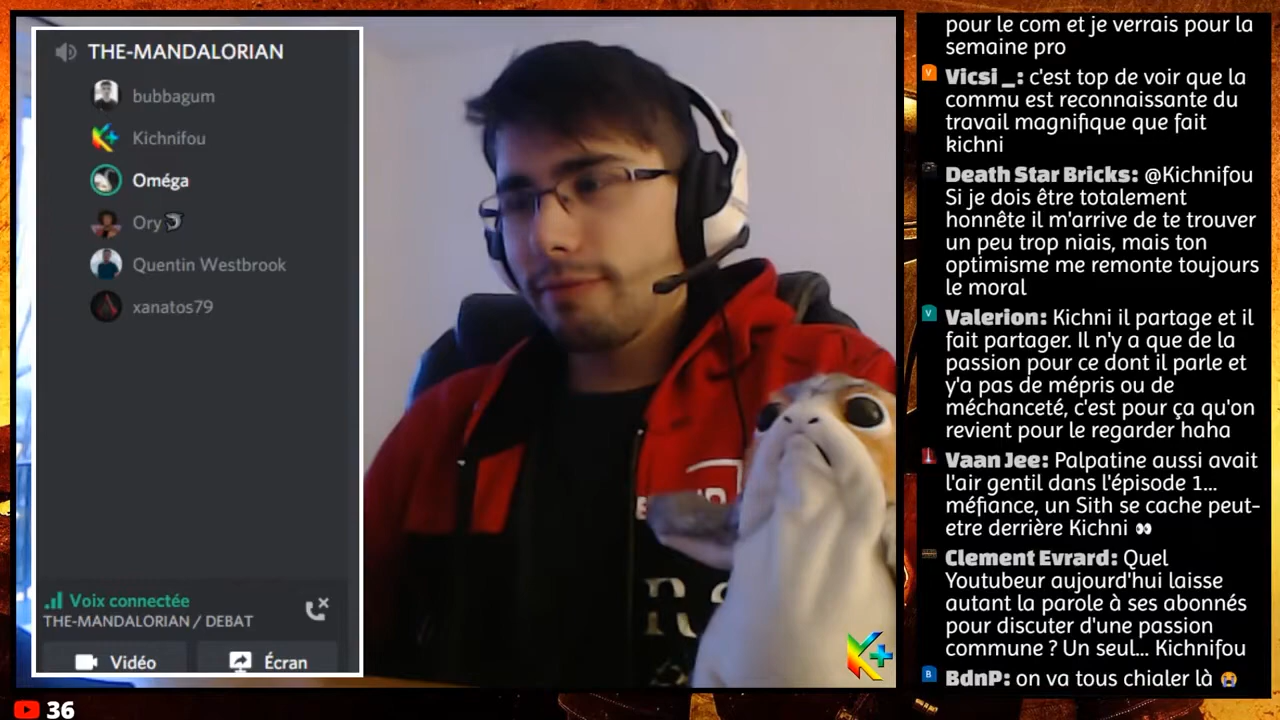 THE-MANDALORIAN
bubbagum
Kichnifou
Oméga
Ory
Quentin Westbrook
xanatos79
Voix connectée
THE-MANDALORIAN / DEBAT
Vidéo
Écran
K+
36
pour le com et je verrais pour la
semaine pro
V
Vicsi _: c'est top de voir que la
commu est reconnaissante du
travail magnifique que fait
kichni
Death Star Bricks: @Kichnifou
Si je dois être totalement
honnête il m'arrive de te trouver
un peu trop niais, mais ton
optimisme me remonte toujours
le moral
V
Valerion: Kichni il partage et il
fait partager. Il n'y a que de la
passion pour ce dont il parle et
y'a pas de mépris ou de
méchanceté, c'est pour ça qu'on
revient pour le regarder haha
Vaan Jee: Palpatine aussi avait
l'air gentil dans l'épisode 1...
méfiance, un Sith se cache peut-
etre derrière Kichni 👀
Clement Evrard: Quel
Youtubeur aujourd'hui laisse
autant la parole à ses abonnés
pour discuter d'une passion
commune ? Un seul... Kichnifou
B
BdnP: on va tous chialer là 😭